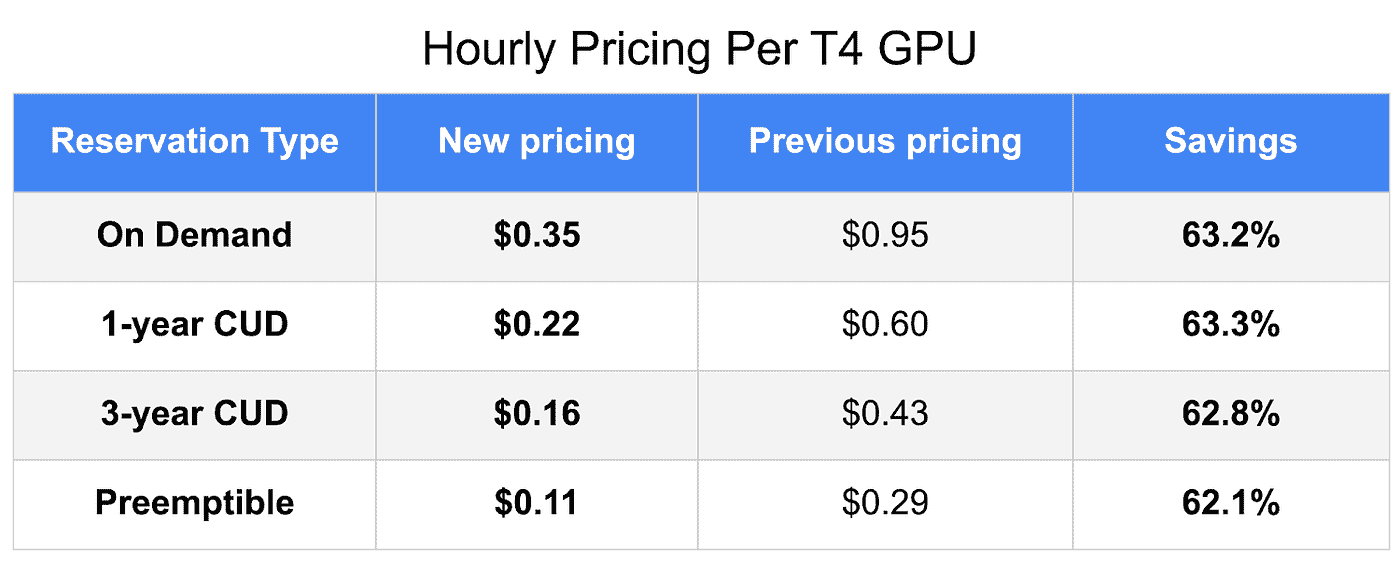 Hourly Pricing Per T4 GPU
Reservation Type New pricing Previous pricing Savings
On Demand $0.35 $0.95 63.2%
1-year CUD $0.22 $0.60 63.3%
3-year CUD $0.16 $0.43 62.8%
Preemptible $0.11 $0.29 62.1%